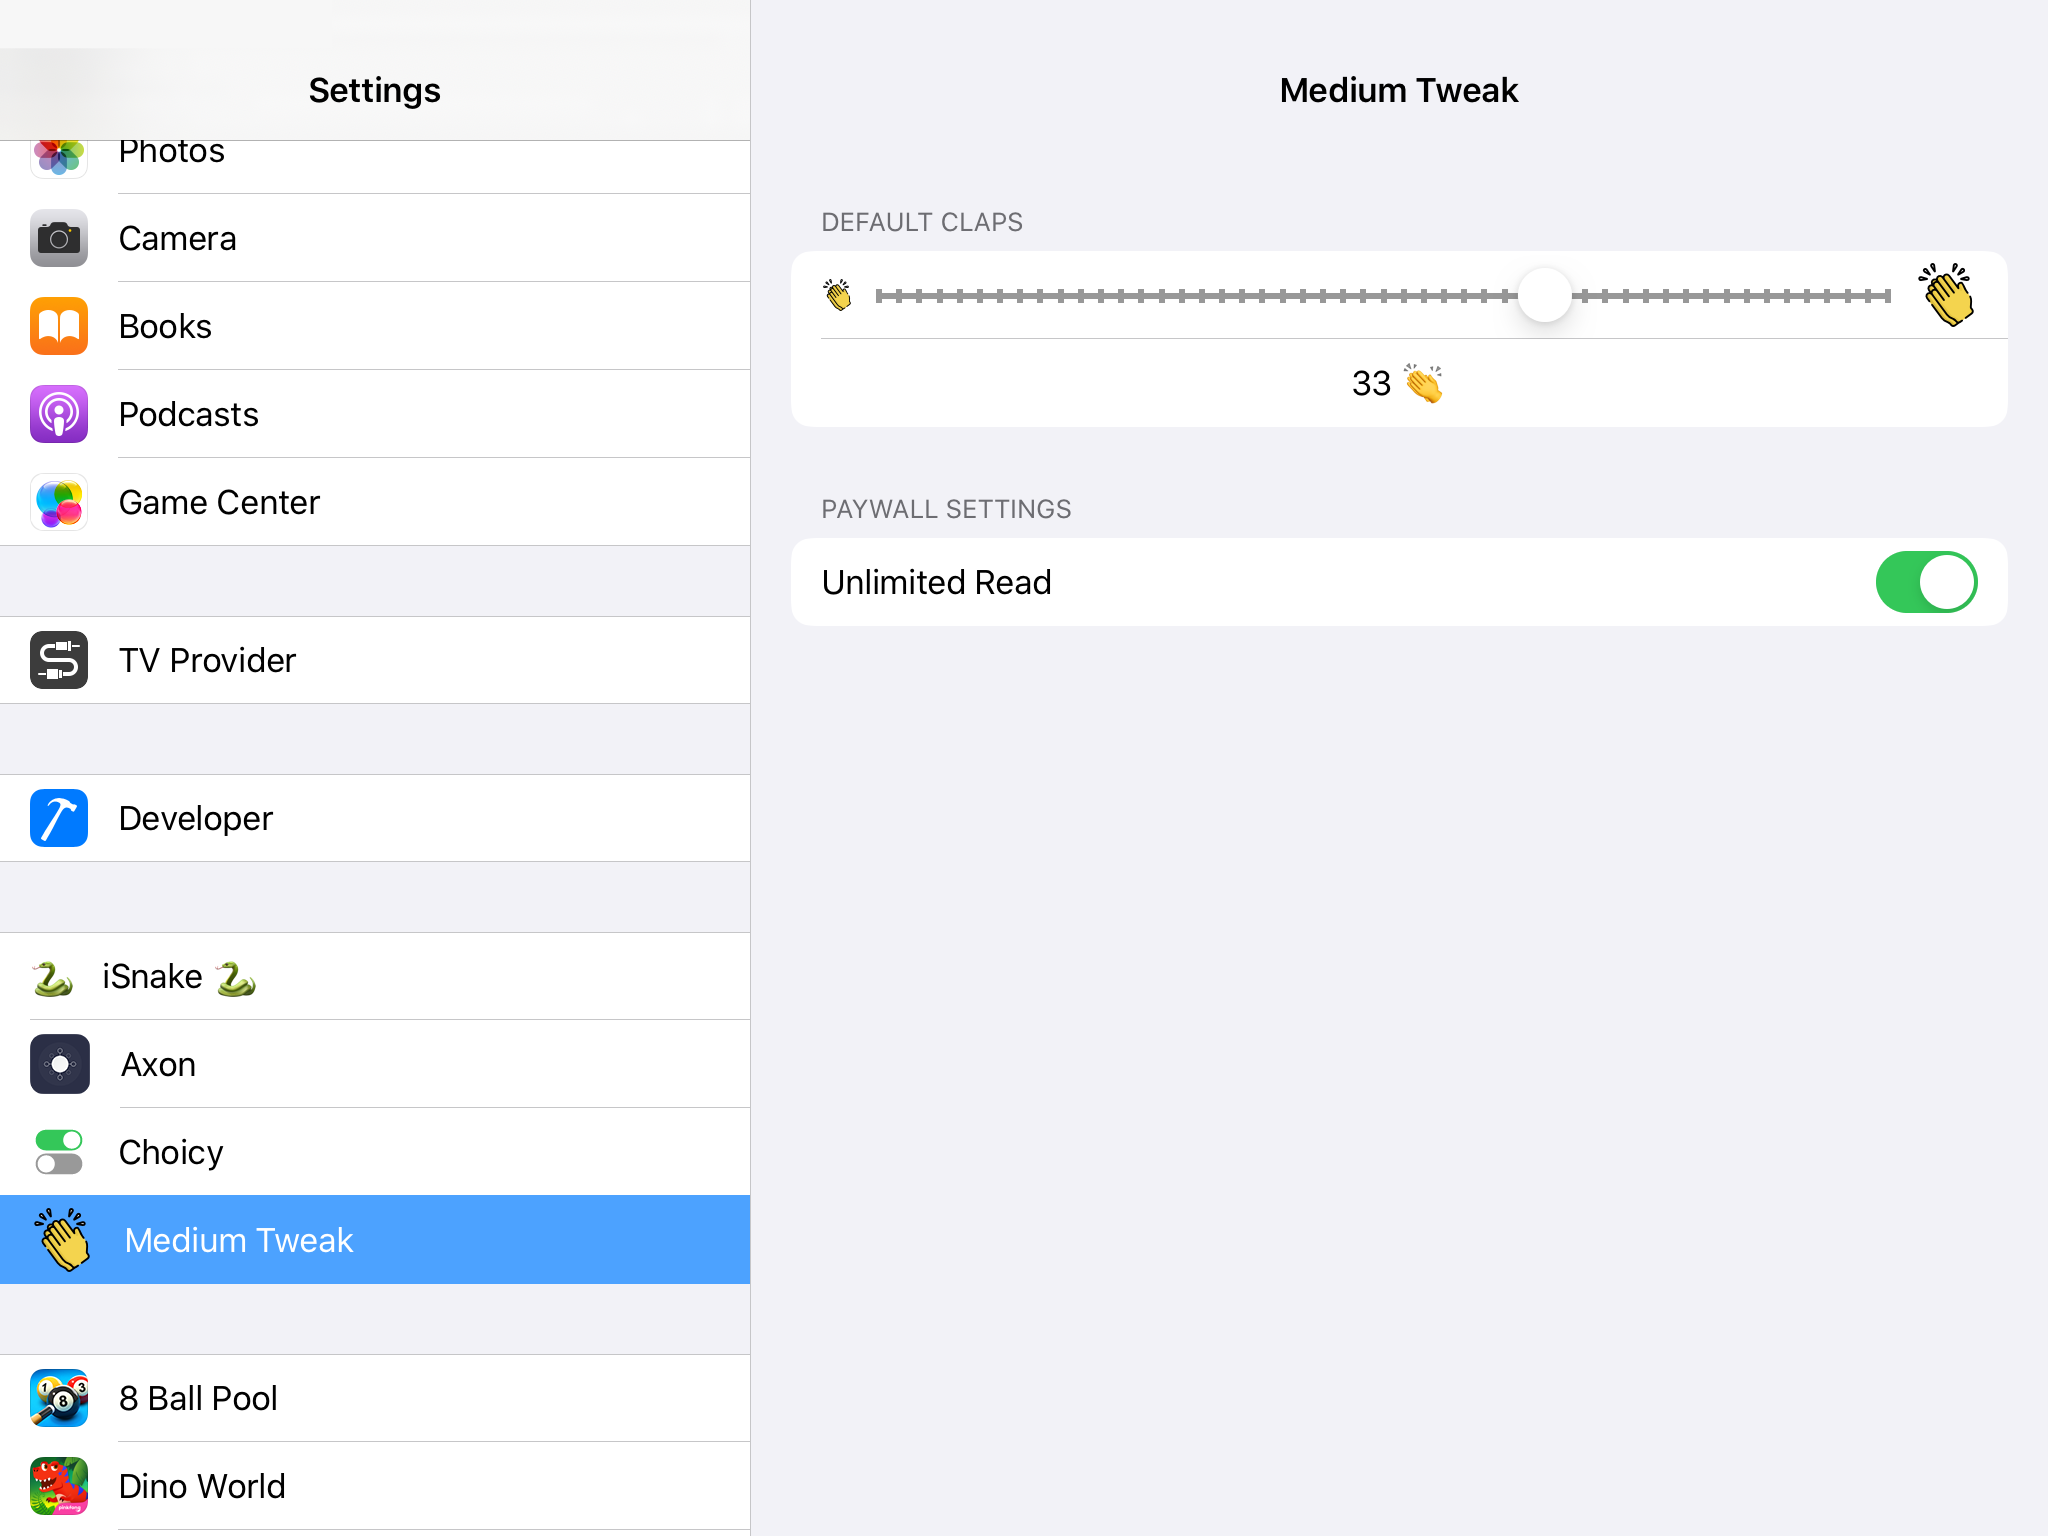 Settings
Photos
Camera
Books
Podcasts
Game Center
TV Provider
Developer
🐍 iSnake 🐍
Axon
Choicy
Medium Tweak
8 Ball Pool
Dino World
Medium Tweak
DEFAULT CLAPS
33 👏
PAYWALL SETTINGS
Unlimited Read